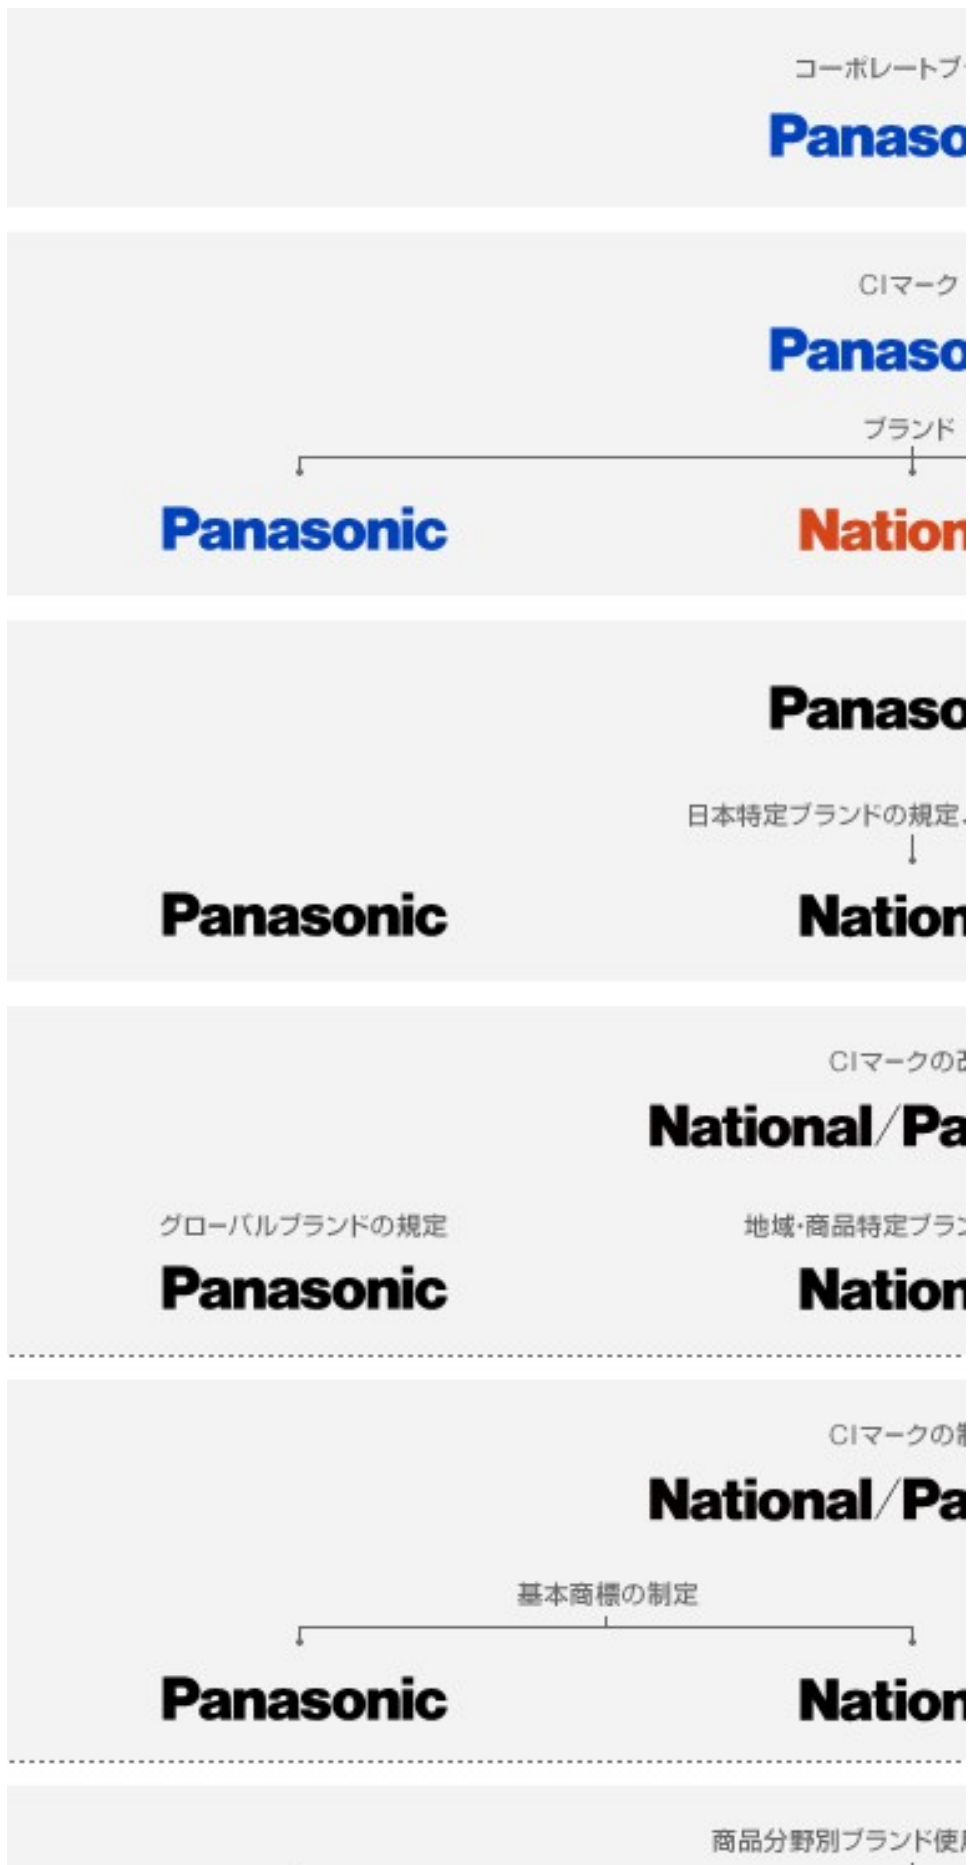 コーポレートブ
Panaso
CIマーク
Panaso
ブランド
Panasonic Nation
Panaso
日本特定ブランドの規定、
Panasonic Nation
CIマークの改
National/Pa
グローバルブランドの規定 地域・商品特定ブラン
Panasonic Nation
CIマークの制
National/Pa
基本商標の制定
Panasonic Nation
商品分野別ブランド使用